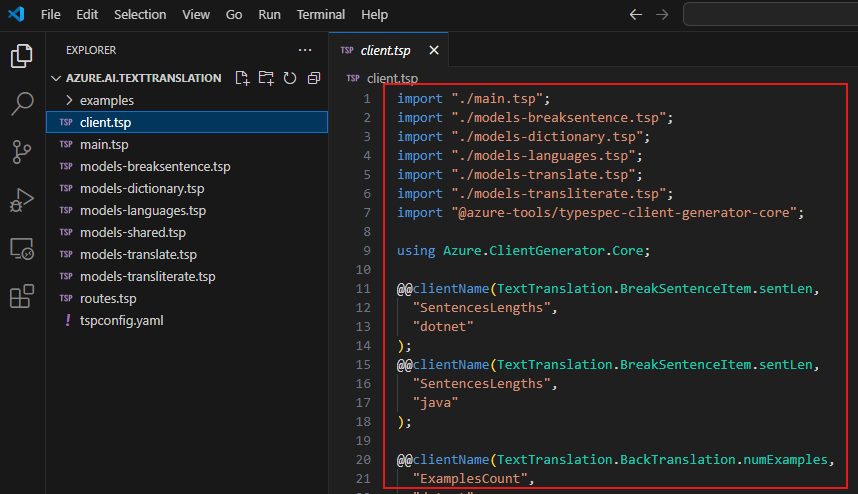 File Edit Selection View Go Run Terminal Help
EXPLORER
AZURE.AI.TEXTTRANSLATION
examples
TSP client.tsp
TSP main.tsp
TSP models-breaksentence.tsp
TSP models-dictionary.tsp
TSP models-languages.tsp
TSP models-shared.tsp
TSP models-translate.tsp
TSP models-transliterate.tsp
TSP routes.tsp
! tspconfig.yaml
TSP client.tsp
TSP client.tsp
1 import "./main.tsp";
2 import "./models-breaksentence.tsp";
3 import "./models-dictionary.tsp";
4 import "./models-languages.tsp";
5 import "./models-translate.tsp";
6 import "./models-transliterate.tsp";
7 import "@azure-tools/typespec-client-generator-core";
8
9 using Azure.ClientGenerator.Core;
10
11 @@clientName(TextTranslation.BreakSentenceItem.sentLen,
12 "SentencesLengths",
13 "dotnet"
14 );
15 @@clientName(TextTranslation.BreakSentenceItem.sentLen,
16 "SentencesLengths",
17 "java"
18 );
19
20 @@clientName(TextTranslation.BackTranslation.numExamples,
21 "ExamplesCount",